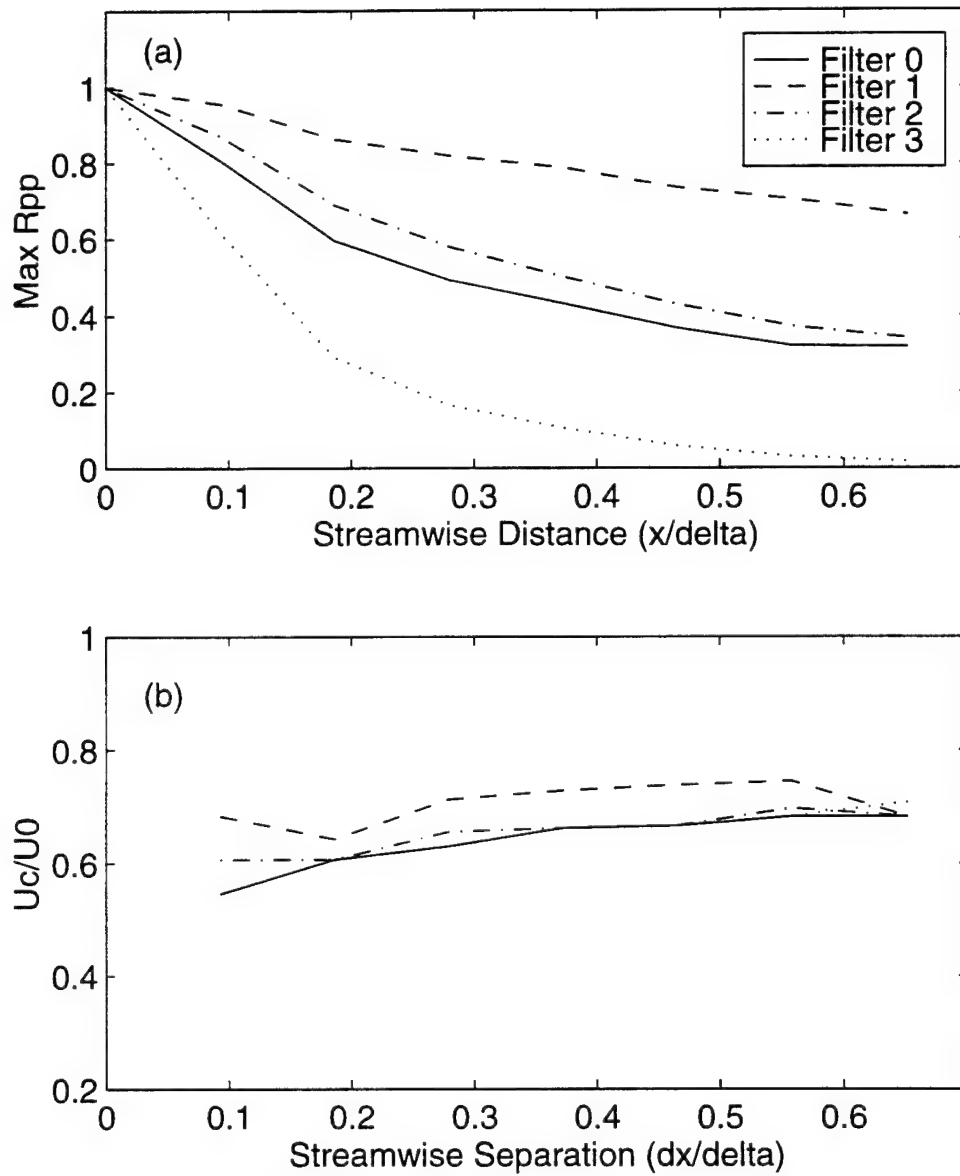 (a)
Filter 0
Filter 1
Filter 2
Filter 3
Max Rpp
1
0.8
0.6
0.4
0.2
0
0 0.1 0.2 0.3 0.4 0.5 0.6
Streamwise Distance (x/delta)
(b)
Uc/U0
1
0.8
0.6
0.4
0.2
0 0.1 0.2 0.3 0.4 0.5 0.6
Streamwise Separation (dx/delta)